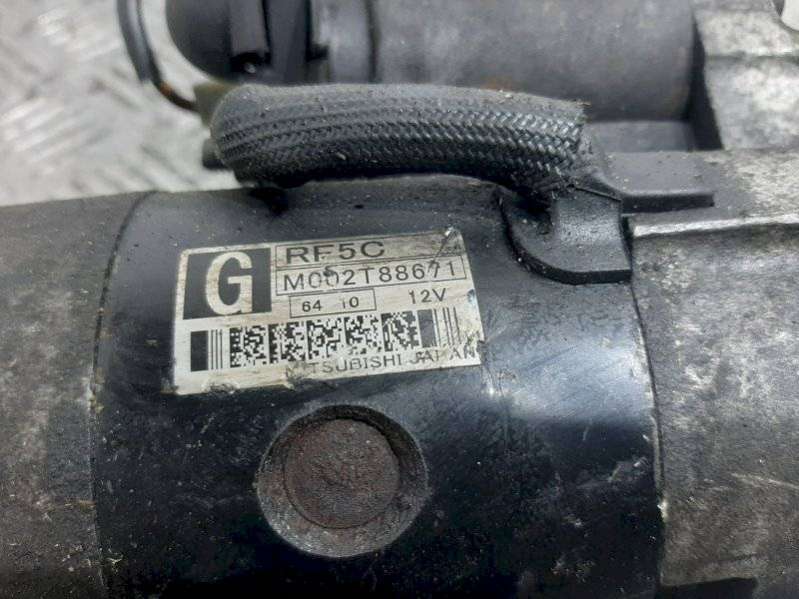 G
RF5C
M002T88671
64 10 12V
MITSUBISHI JAPAN